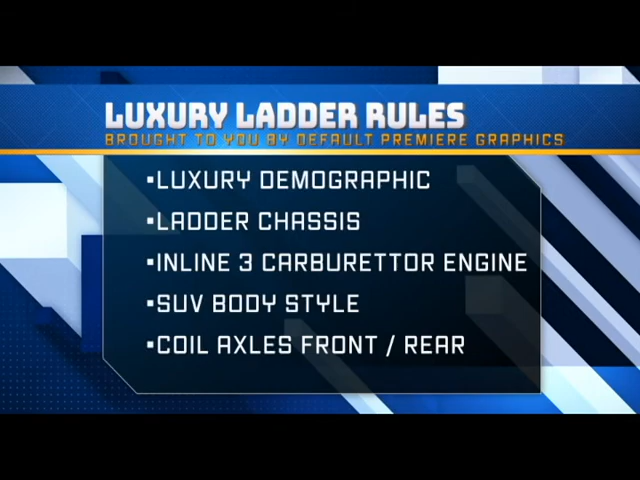 LUXURY LADDER RULES
BROUGHT TO YOU BY DEFAULT PREMIERE GRAPHICS
▪LUXURY DEMOGRAPHIC
▪LADDER CHASSIS
▪INLINE 3 CARBURETTOR ENGINE
▪SUV BODY STYLE
▪COIL AXLES FRONT / REAR